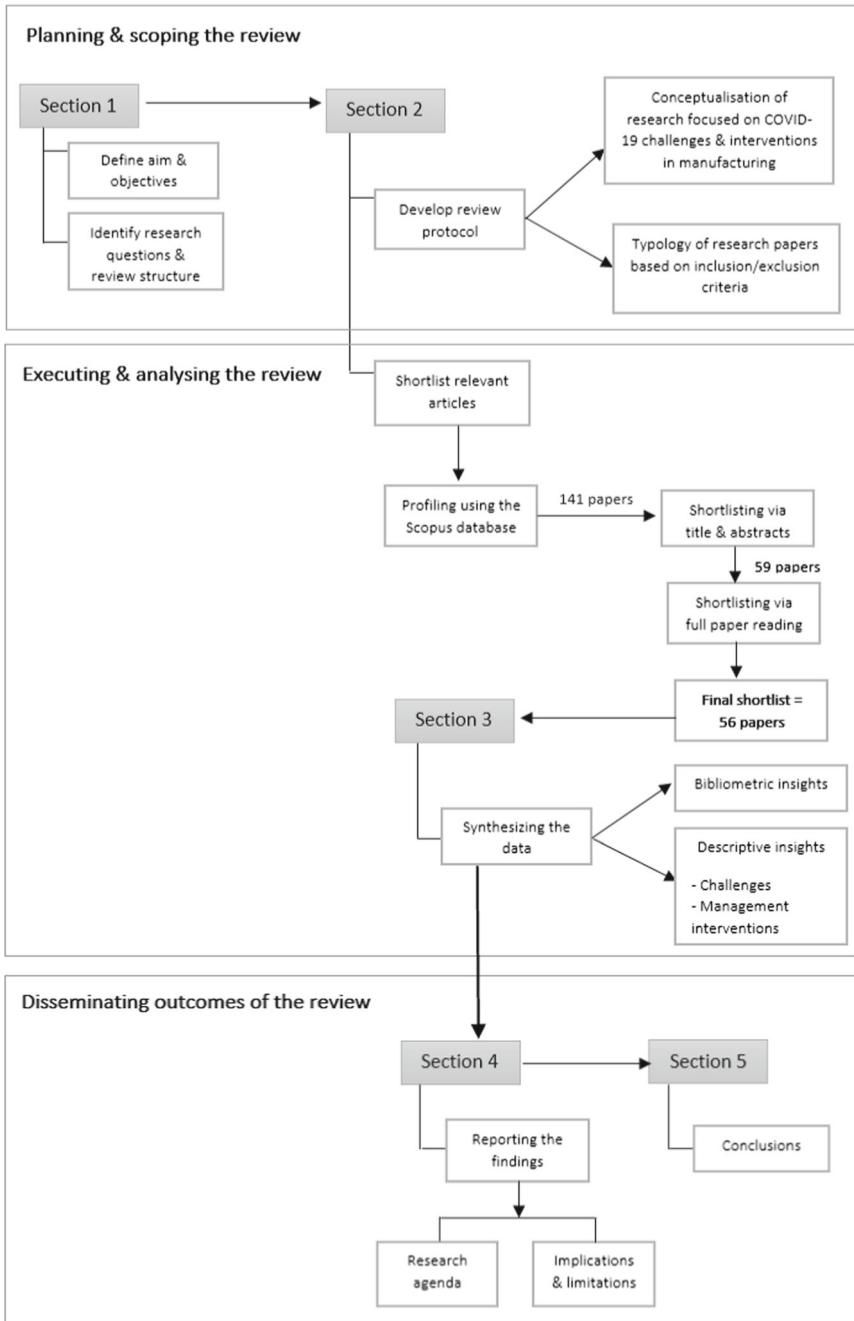 Planning & scoping the review
Section 1
Section 2
Define aim &
objectives
Identify research
questions &
review structure
Develop review
protocol
Conceptualisation of
research focused on COVID-
19 challenges & interventions
in manufacturing
Typology of research papers
based on inclusion/exclusion
criteria
Executing & analysing the review
Shortlist relevant
articles
Profiling using the
Scopus database
141 papers
Shortlisting via
title & abstracts
59 papers
Shortlisting via
full paper reading
Final shortlist =
56 papers
Section 3
Synthesizing the
data
Bibliometric insights
Descriptive insights
- Challenges
- Management
interventions
Disseminating outcomes of the review
Section 4
Section 5
Reporting the
findings
Conclusions
Research
agenda
Implications
& limitations